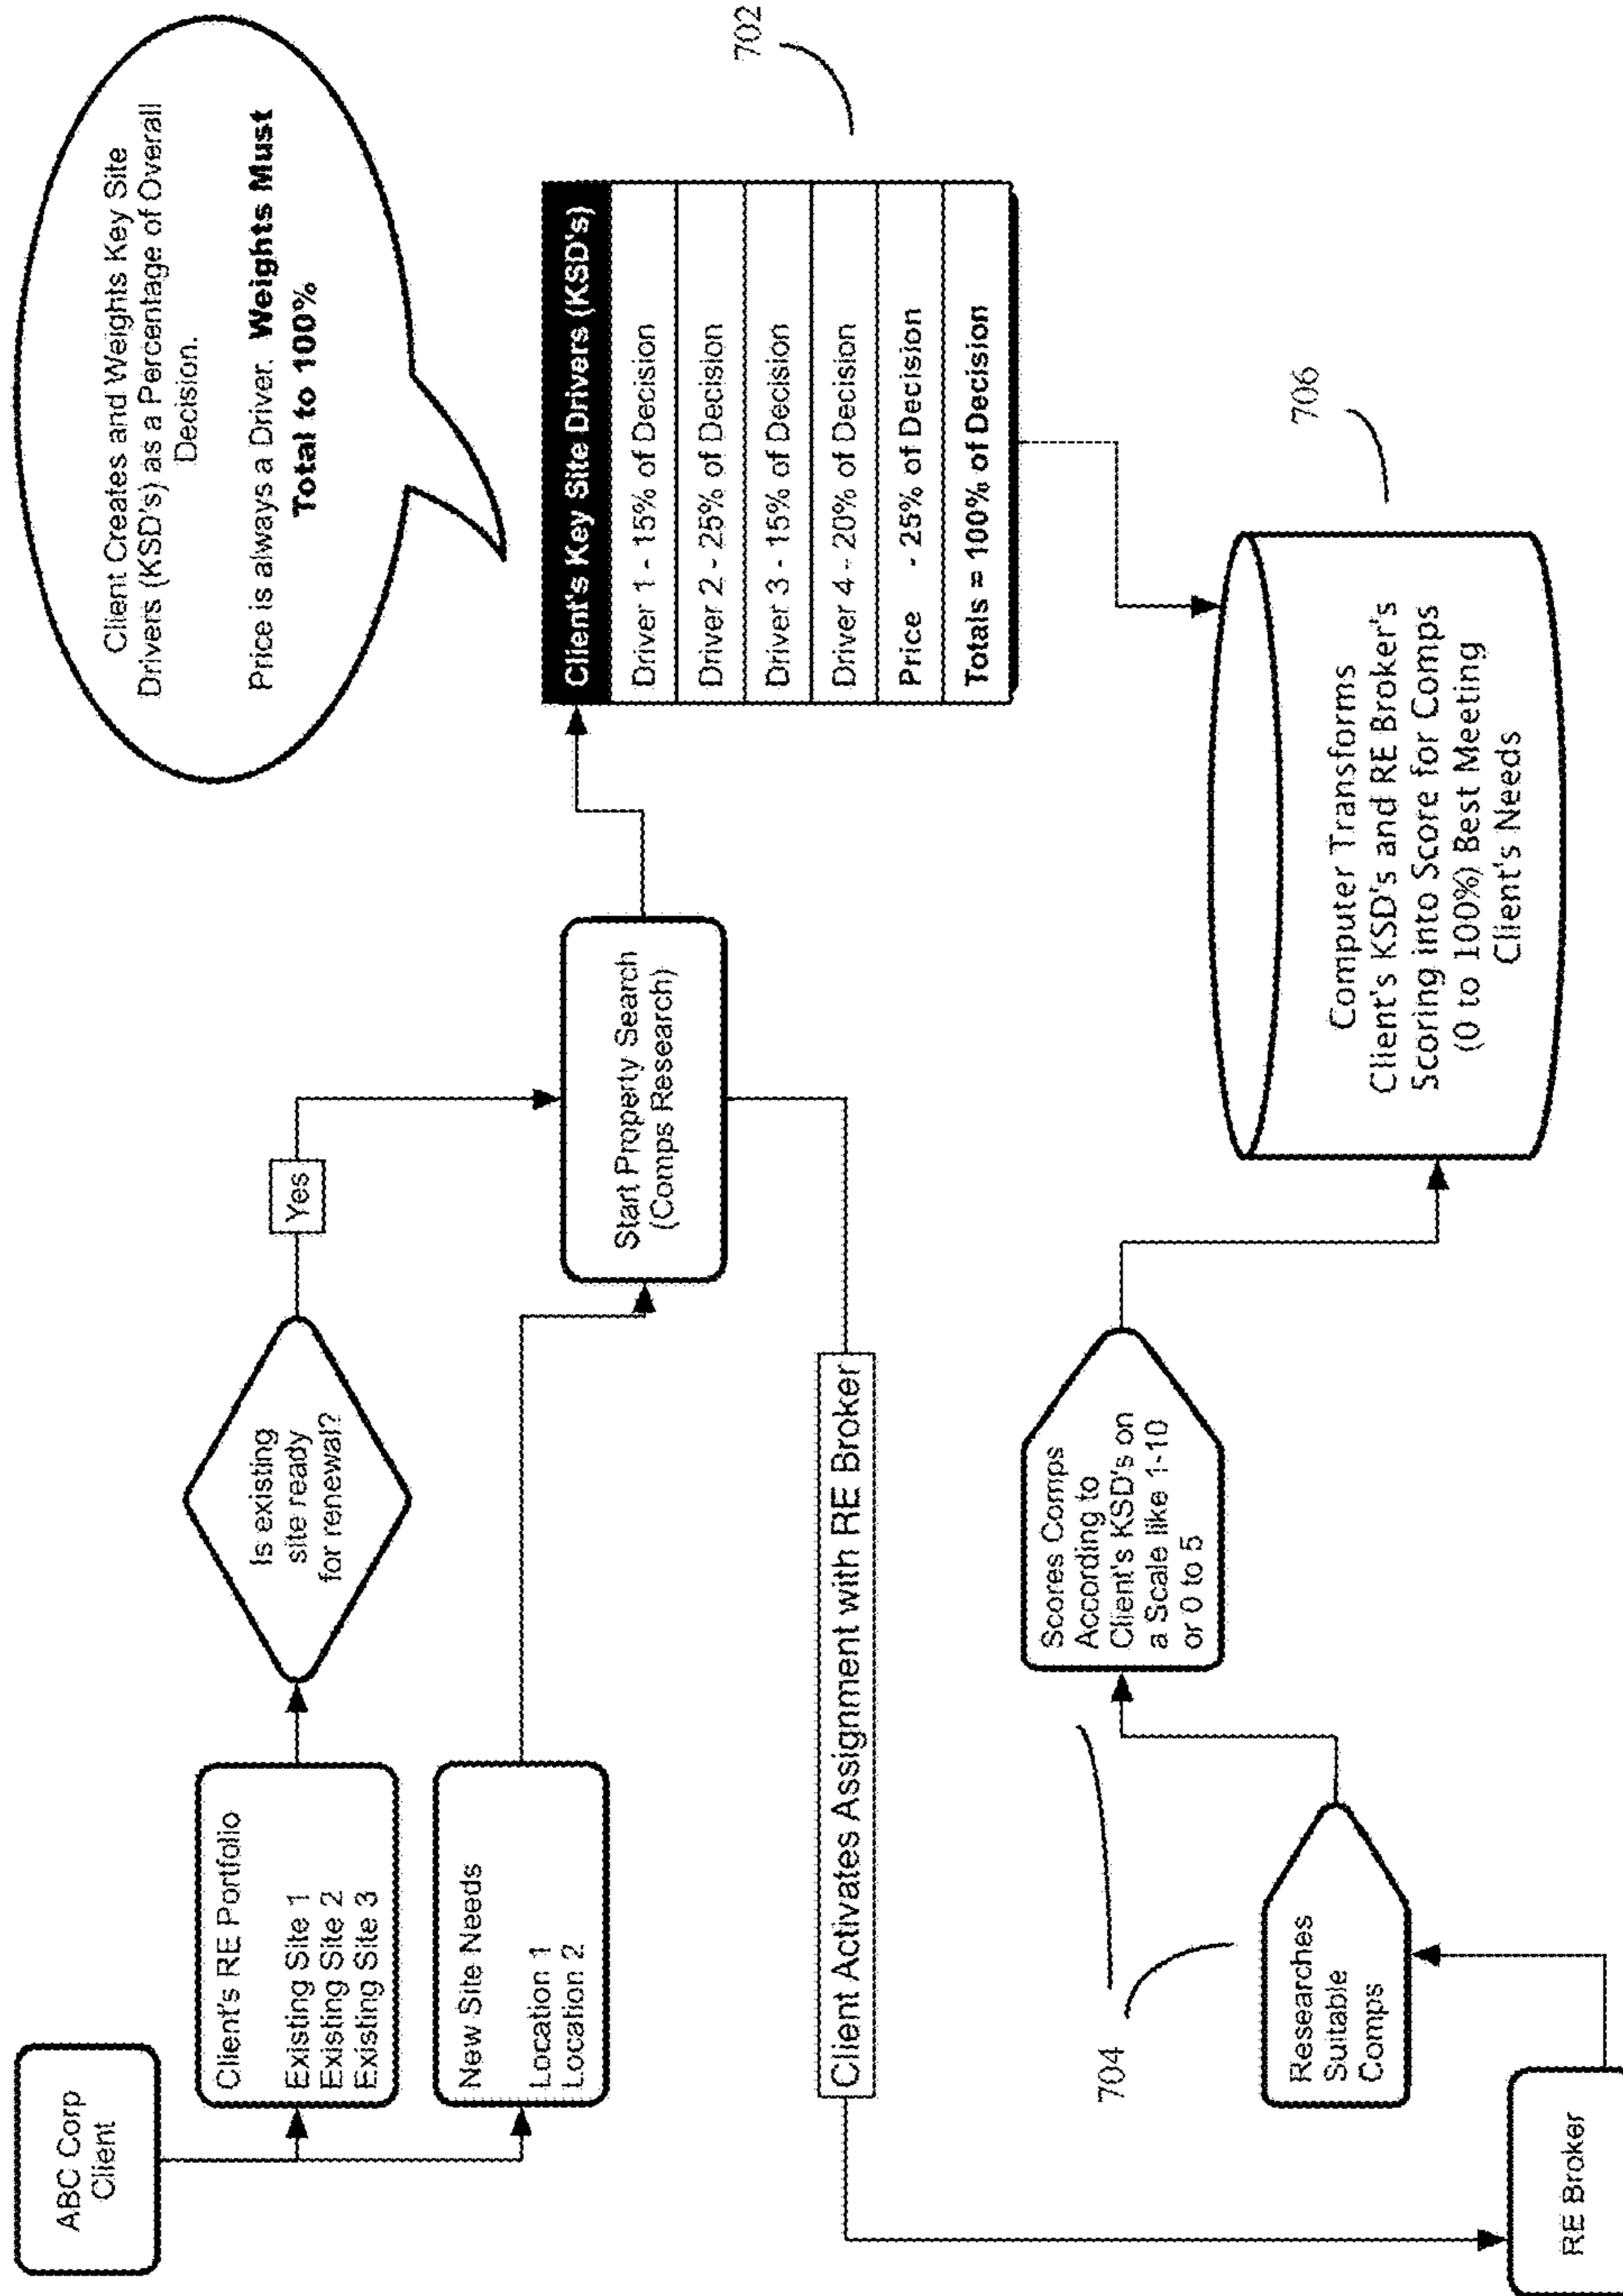 ABC Corp
Client
Client's RE Portfolio
Existing Site 1
Existing Site 2
Existing Site 3
Is existing
site ready
for renewal?
Yes
New Site Needs
Location 1
Location 2
Start Property Search
(Comps Research)
Client Creates and Weights Key Site
Drivers (KSD's) as a Percentage of Overall
Decision.
Price is always a Driver. Weights Must
Total to 100%
Client's Key Site Drivers (KSD's)
Driver 1 - 15% of Decision
Driver 2 - 25% of Decision
Driver 3 - 15% of Decision
Driver 4 - 20% of Decision
Price - 25% of Decision
Totals = 100% of Decision
702
Client Activates Assignment with RE Broker
704
RE Broker
Researches
Suitable
Comps
Scores Comps
According to
Client's KSD's on
a Scale like 1-10
or 0 to 5
Computer Transforms
Client's KSD's and RE Broker's
Scoring into Score for Comps
(0 to 100%) Best Meeting
Client's Needs
706